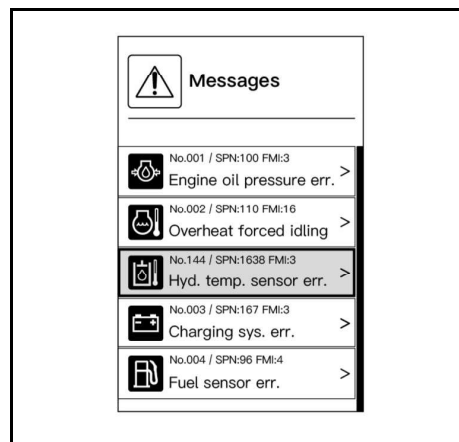 Messages
No.001 / SPN:100 FMI:3
Engine oil pressure err. >
No.002 / SPN:110 FMI:16
Overheat forced idling >
No.144 / SPN:1638 FMI:3
Hyd. temp. sensor err. >
No.003 / SPN:167 FMI:3
Charging sys. err. >
No.004 / SPN:96 FMI:4
Fuel sensor err. >